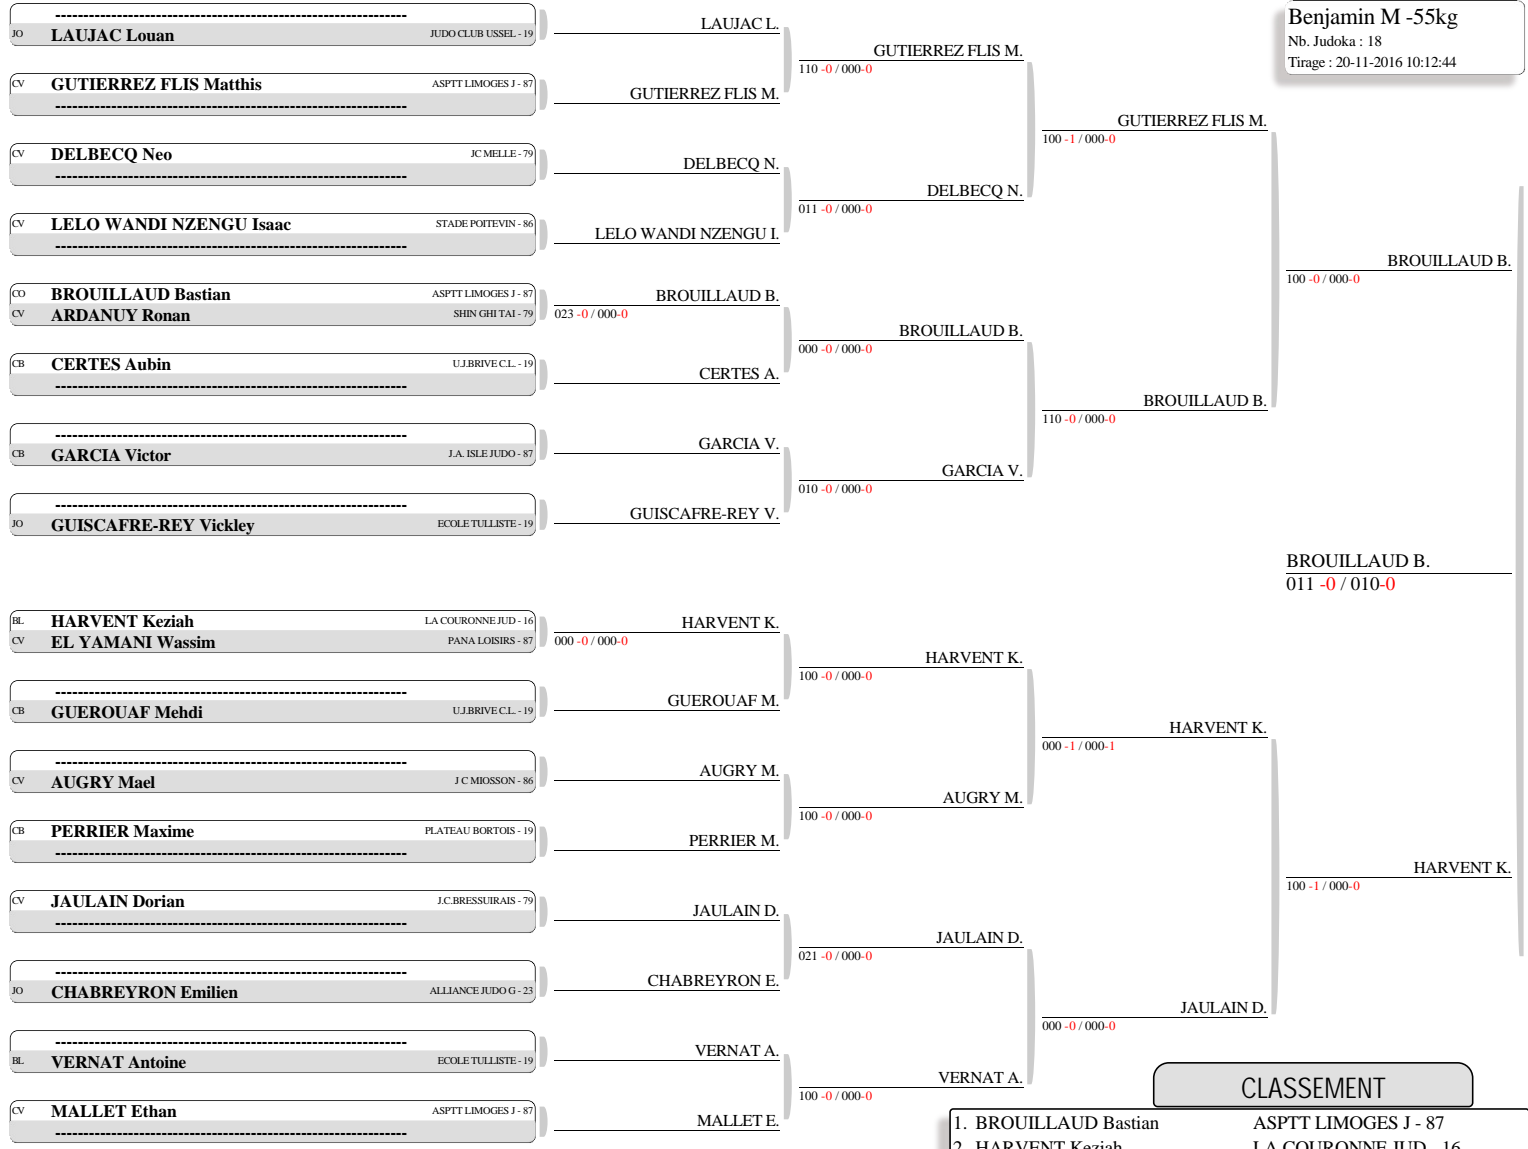 Benjamin M -55kg
Nb. Judoka : 18
Tirage : 20-11-2016 10:12:44
------------------------------------------------------------
JO LAUJAC Louan JUDO CLUB USSEL - 19
CV GUTIERREZ FLIS Matthis ASPTT LIMOGES J - 87
------------------------------------------------------------
CV DELBECQ Neo JC MELLE - 79
------------------------------------------------------------
CV LELO WANDI NZENGU Isaac STADE POITEVIN - 86
------------------------------------------------------------
CO BROUILLAUD Bastian ASPTT LIMOGES J - 87
CV ARDANUY Ronan SHIN GHI TAI - 79
CB CERTES Aubin U.J.BRIVE C.L. - 19
------------------------------------------------------------
------------------------------------------------------------
CB GARCIA Victor J.A. ISLE JUDO - 87
------------------------------------------------------------
JO GUISCAFRE-REY Vickley ECOLE TULLISTE - 19
BL HARVENT Keziah LA COURONNE JUD - 16
CV EL YAMANI Wassim PANA LOISIRS - 87
------------------------------------------------------------
CB GUEROUAF Mehdi U.J.BRIVE C.L. - 19
------------------------------------------------------------
CV AUGRY Mael J C MIOSSON - 86
CB PERRIER Maxime PLATEAU BORTOIS - 19
------------------------------------------------------------
CV JAULAIN Dorian J.C.BRESSUIRAIS - 79
------------------------------------------------------------
------------------------------------------------------------
JO CHABREYRON Emilien ALLIANCE JUDO G - 23
------------------------------------------------------------
BL VERNAT Antoine ECOLE TULLISTE - 19
CV MALLET Ethan ASPTT LIMOGES J - 87
------------------------------------------------------------
LAUJAC L.
GUTIERREZ FLIS M.
DELBECQ N.
LELO WANDI NZENGU I.
BROUILLAUD B.
023 -0 / 000-0
CERTES A.
GARCIA V.
GUISCAFRE-REY V.
HARVENT K.
000 -0 / 000-0
GUEROUAF M.
AUGRY M.
PERRIER M.
JAULAIN D.
CHABREYRON E.
VERNAT A.
MALLET E.
GUTIERREZ FLIS M.
110 -0 / 000-0
DELBECQ N.
011 -0 / 000-0
BROUILLAUD B.
000 -0 / 000-0
GARCIA V.
010 -0 / 000-0
HARVENT K.
100 -0 / 000-0
AUGRY M.
100 -0 / 000-0
JAULAIN D.
021 -0 / 000-0
VERNAT A.
100 -0 / 000-0
GUTIERREZ FLIS M.
100 -1 / 000-0
BROUILLAUD B.
110 -0 / 000-0
HARVENT K.
000 -1 / 000-1
JAULAIN D.
000 -0 / 000-0
BROUILLAUD B.
100 -0 / 000-0
HARVENT K.
100 -1 / 000-0
BROUILLAUD B.
011 -0 / 010-0
CLASSEMENT
1. BROUILLAUD Bastian ASPTT LIMOGES J - 87
2. HARVENT Keziah LA COURONNE JUD - 16